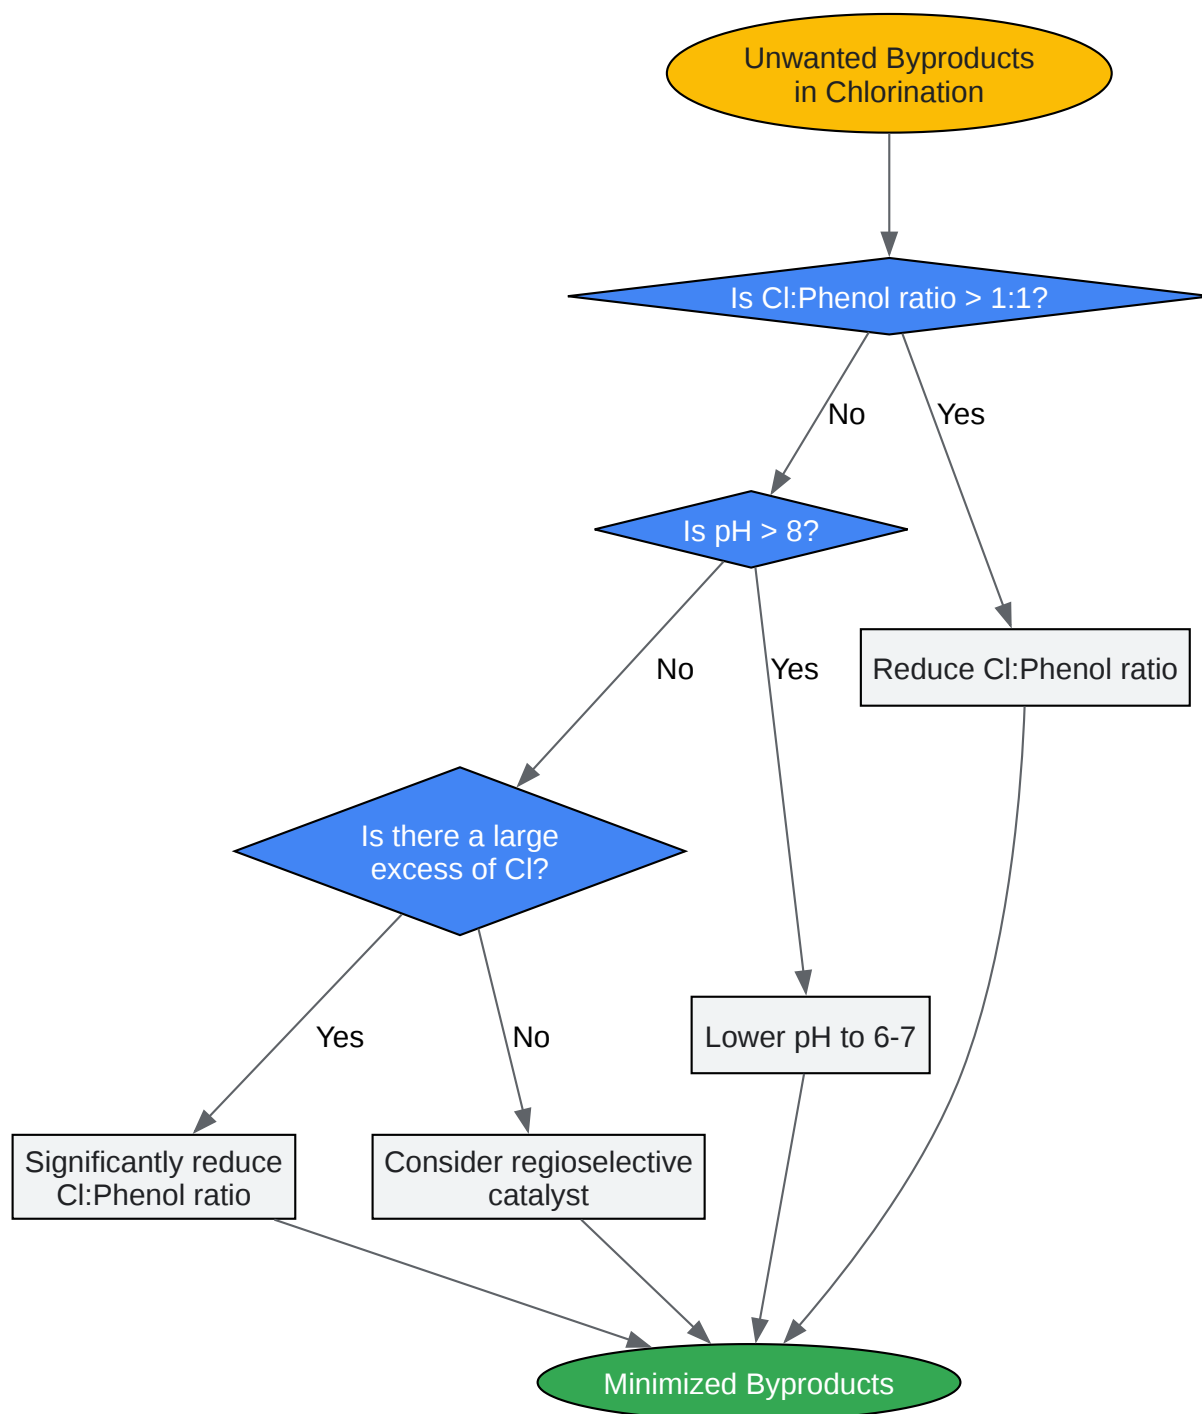 Unwanted Byproducts
in Chlorination
Is Cl:Phenol ratio > 1:1?
No
Yes
Is pH > 8?
No
Yes
Reduce Cl:Phenol ratio
Is there a large
excess of Cl?
Yes
No
Lower pH to 6-7
Significantly reduce
Cl:Phenol ratio
Consider regioselective
catalyst
Minimized Byproducts